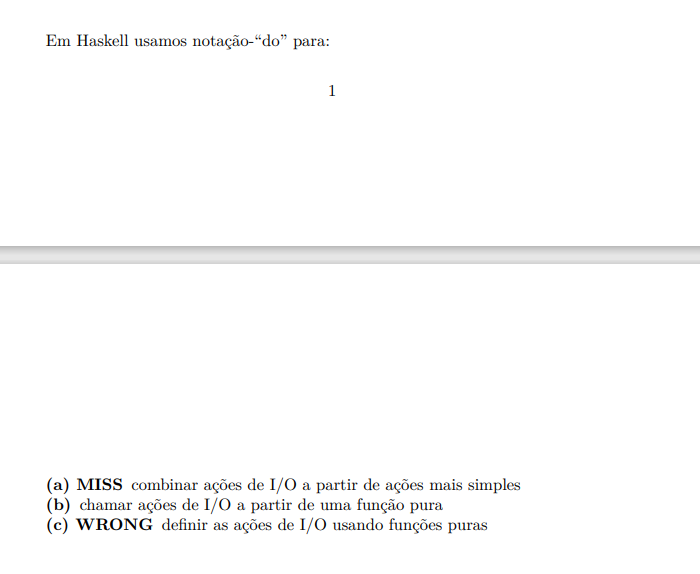 Em Haskell usamos notação-“do” para:
1
(a) MISS combinar ações de I/O a partir de ações mais simples
(b) chamar ações de I/O a partir de uma função pura
(c) WRONG definir as ações de I/O usando funções puras